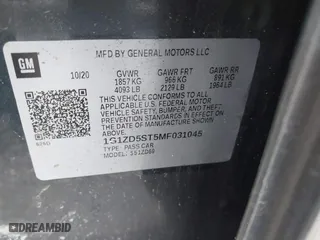 GM
MFD BY GENERAL MOTORS LLC
10/20 GVWR GAWR FRT GAWR RR
1857 KG 966 KG 891 KG
4093 LB 2129 LB 1964 LB
THIS VEHICLE CONFORMS TO ALL
APPLICABLE U.S. FEDERAL MOTOR
VEHICLE SAFETY, BUMPER, AND
THEFT PREVENTION STANDARDS IN
EFFECT ON THE DATE OF
MANUFACTURE SHOWN ABOVE.
1G1ZD5ST5MF031045
TYPE: PASS CAR
MODEL: 1S1ZD69